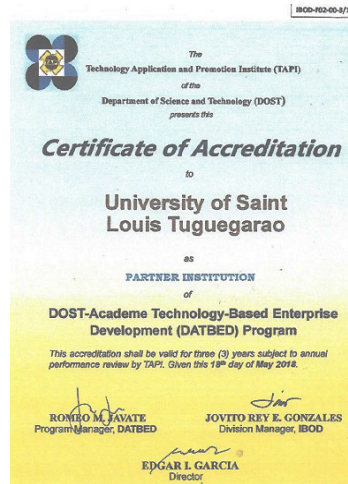 IBOD-F02-00-3/1
The
Technology Application and Promotion Institute (TAPI)
of the
Department of Science and Technology (DOST)
presents this
Certificate of Accreditation
to
University of Saint
Louis Tuguegarao
as
PARTNER INSTITUTION
of
DOST-Academe Technology-Based Enterprise
Development (DATBED) Program
This accreditation shall be valid for three (3) years subject to annual
performance review by TAPI. Given this 18th day of May 2018.
ROMEO M. JAVATE
Program Manager, DATBED
JOVITO REY E. GONZALES
Division Manager, IBOD
EDGAR I. GARCIA
Director